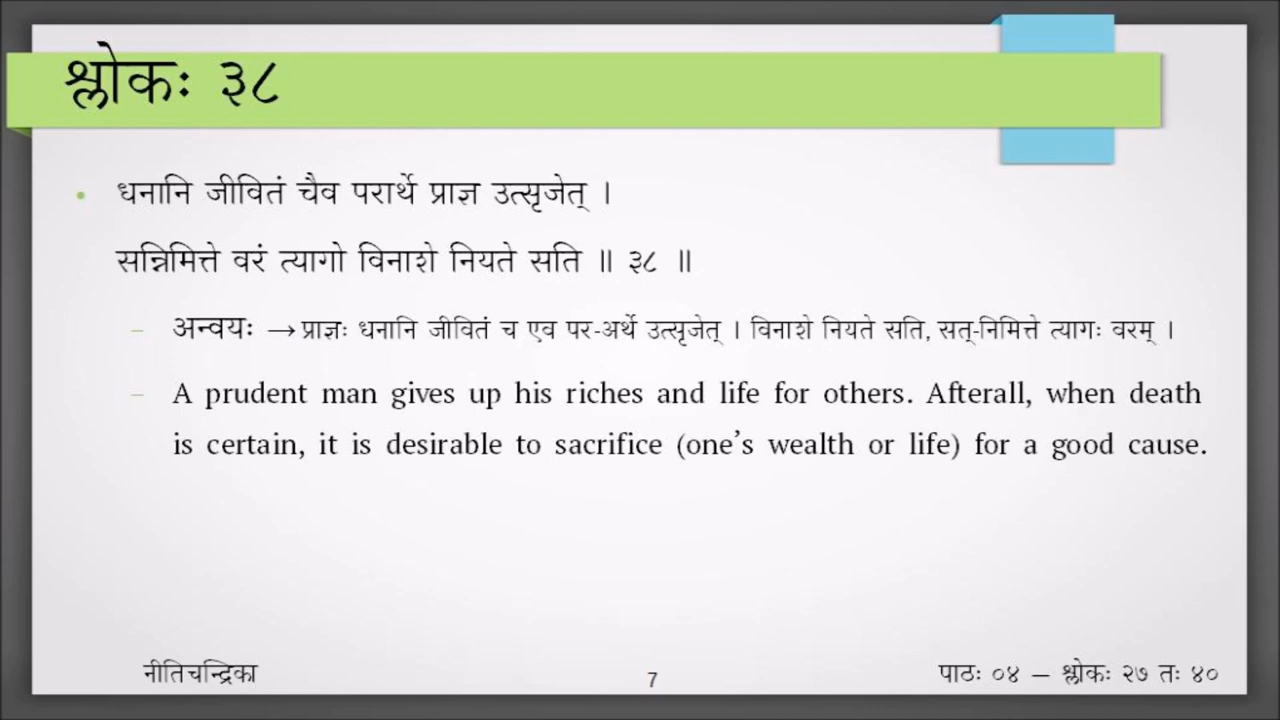 श्लोकः ३८
धनानि जीवितं चैव परार्थे प्राज्ञ उत्सृजेत् ।
सन्निमित्ते वरं त्यागो विनाशे नियते सति ॥ ३८ ॥
– अन्वयः → प्राज्ञः धनानि जीवितं च एव पर-अर्थे उत्सृजेत् । विनाशे नियते सति, सत्-निमित्ते त्यागः वरम् ।
– A prudent man gives up his riches and life for others. Afterall, when death
is certain, it is desirable to sacrifice (one’s wealth or life) for a good cause.
नीतिचन्द्रिका
7
पाठः ०४ – श्लोकः २७ तः ४०